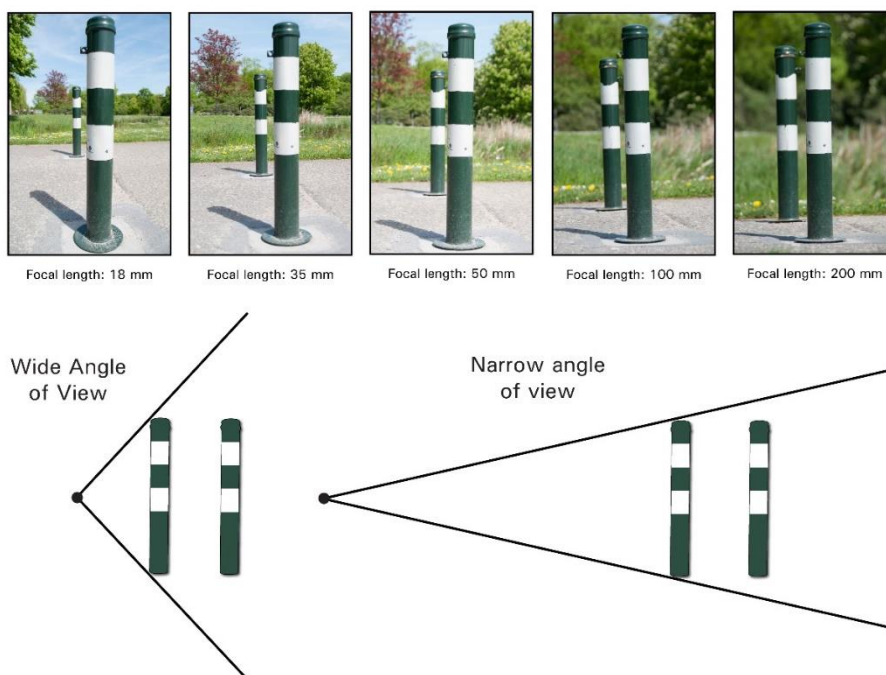 Focal length: 18 mm
Focal length: 35 mm
Focal length: 50 mm
Focal length: 100 mm
Focal length: 200 mm
Wide Angle
of View
Narrow angle
of view